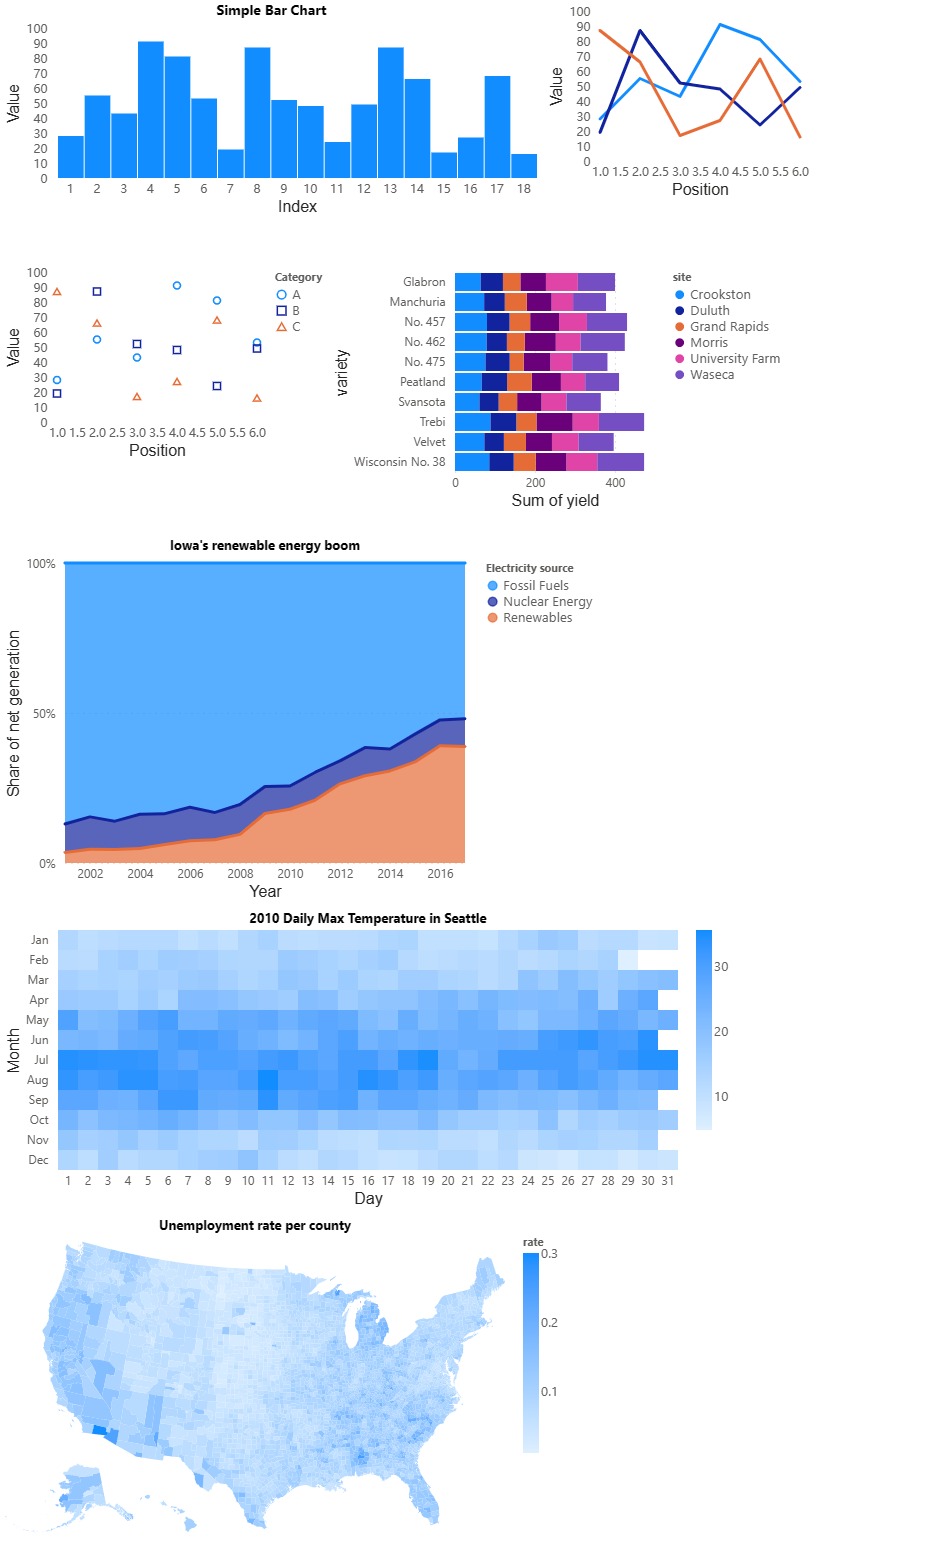 Simple Bar Chart
100
90
80
70
60
50
40
30
20
10
0
Value
1 2 3 4 5 6 7 8 9 10 11 12 13 14 15 16 17 18
Index
100
90
80
70
60
50
40
30
20
10
0
Value
1.0 1.5 2.0 2.5 3.0 3.5 4.0 4.5 5.0 5.5 6.0
Position
100
90
80
70
60
50
40
30
20
10
0
Value
1.0 1.5 2.0 2.5 3.0 3.5 4.0 4.5 5.0 5.5 6.0
Position
Category
A
B
C
variety
Glabron
Manchuria
No. 457
No. 462
No. 475
Peatland
Svansota
Trebi
Velvet
Wisconsin No. 38
0 200 400
Sum of yield
site
Crookston
Duluth
Grand Rapids
Morris
University Farm
Waseca
Iowa's renewable energy boom
100%
50%
0%
Share of net generation
2002 2004 2006 2008 2010 2012 2014 2016
Year
Electricity source
Fossil Fuels
Nuclear Energy
Renewables
2010 Daily Max Temperature in Seattle
Month
Jan
Feb
Mar
Apr
May
Jun
Jul
Aug
Sep
Oct
Nov
Dec
1 2 3 4 5 6 7 8 9 10 11 12 13 14 15 16 17 18 19 20 21 22 23 24 25 26 27 28 29 30 31
Day
30
20
10
Unemployment rate per county
rate
0.3
0.2
0.1